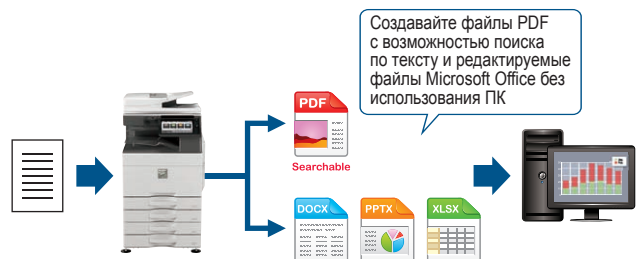 Создавайте файлы PDF
с возможностью поиска
по тексту и редактируемые
файлы Microsoft Office без
использования ПК
PDF
Searchable
DOCX PPTX XLSX